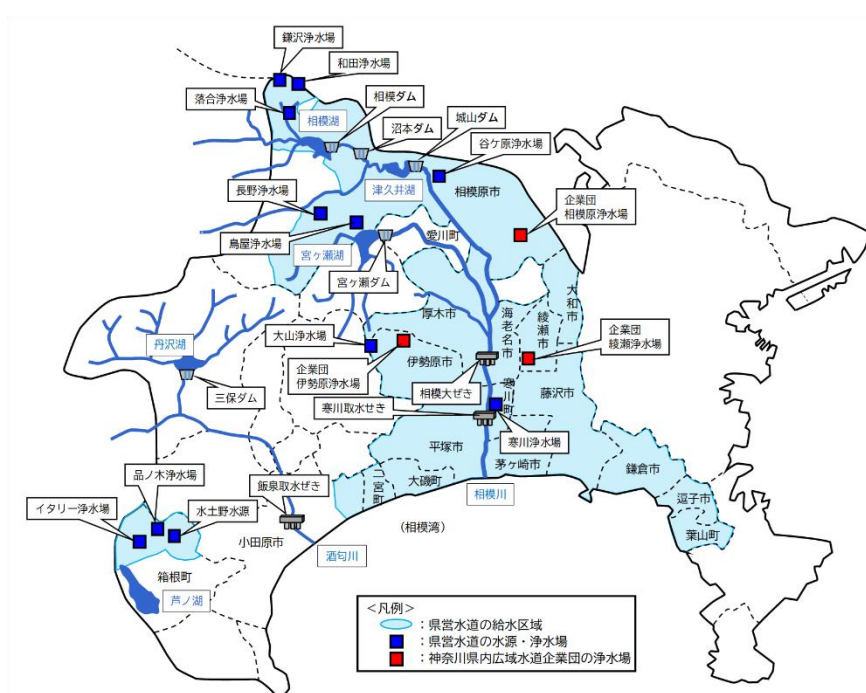 鎌沢浄水場
和田浄水場
落合浄水場
相模湖
相模ダム
沼本ダム
城山ダム
谷ケ原浄水場
津久井湖
相模原市
長野浄水場
企業団
相模原浄水場
鳥屋浄水場
宮ヶ瀬湖
愛川町
宮ヶ瀬ダム
大和市
綾瀬市
海老名市
厚木市
丹沢湖
大山浄水場
企業団
綾瀬浄水場
伊勢原市
企業団
伊勢原浄水場
相模大ぜき
寒川町
藤沢市
三保ダム
寒川取水せき
寒川浄水場
平塚市
茅ヶ崎市
鎌倉市
品ノ木浄水場
飯泉取水ぜき
二宮町
大磯町
相模川
逗子市
イタリー浄水場
水土野水源
葉山町
小田原市
(相模湾)
酒匂川
箱根町
芦ノ湖
<凡例>
:県営水道の給水区域
:県営水道の水源・浄水場
:神奈川県内広域水道企業団の浄水場